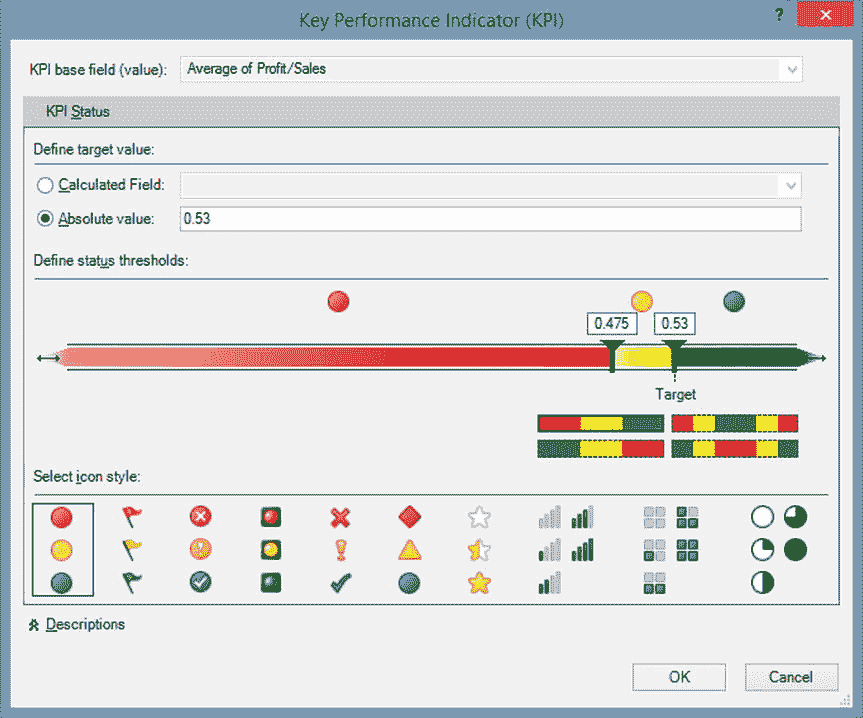 Key Performance Indicator (KPI)
?
KPI base field (value): Average of Profit/Sales
KPI Status
Define target value:
Calculated Field:
Absolute value: 0.53
Define status thresholds:
0.475 0.53
Target
Select icon style:
Descriptions
OK Cancel